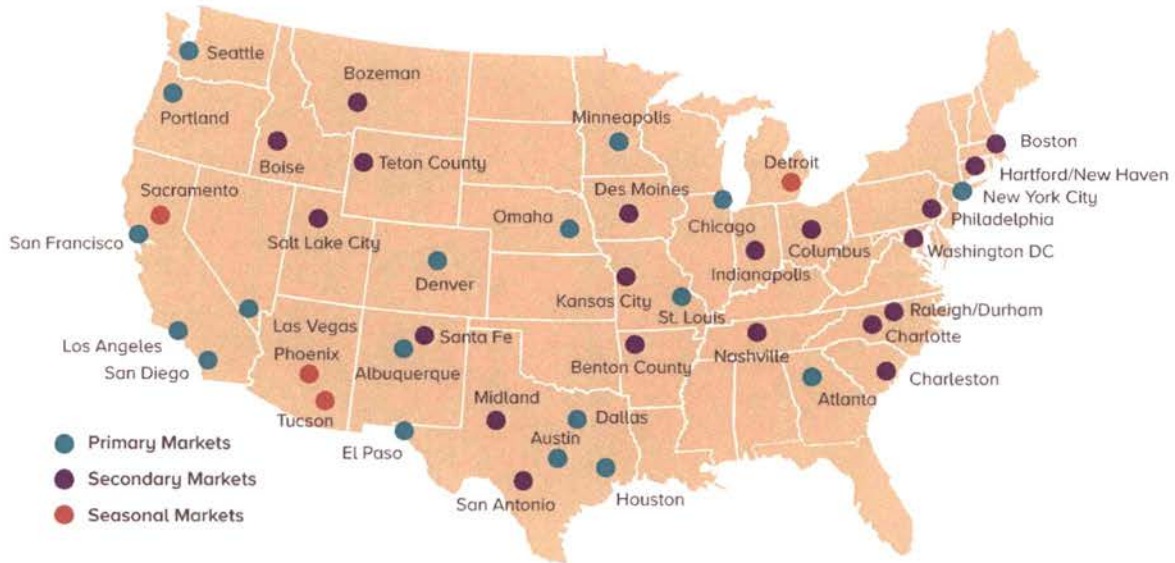 Seattle
Bozeman
Portland
Minneapolis
Boise
Teton County
Detroit
Boston
Hartford/New Haven
New York City
Philadelphia
Washington DC
Sacramento
San Francisco
Salt Lake City
Omaha
Des Moines
Chicago
Columbus
Indianapolis
Denver
Kansas City
St. Louis
Raleigh/Durham
Charlotte
Los Angeles
San Diego
Las Vegas
Phoenix
Tucson
Santa Fe
Albuquerque
Benton County
Nashville
Charleston
Atlanta
Midland
Dallas
Austin
El Paso
San Antonio
Houston
Primary Markets
Secondary Markets
Seasonal Markets